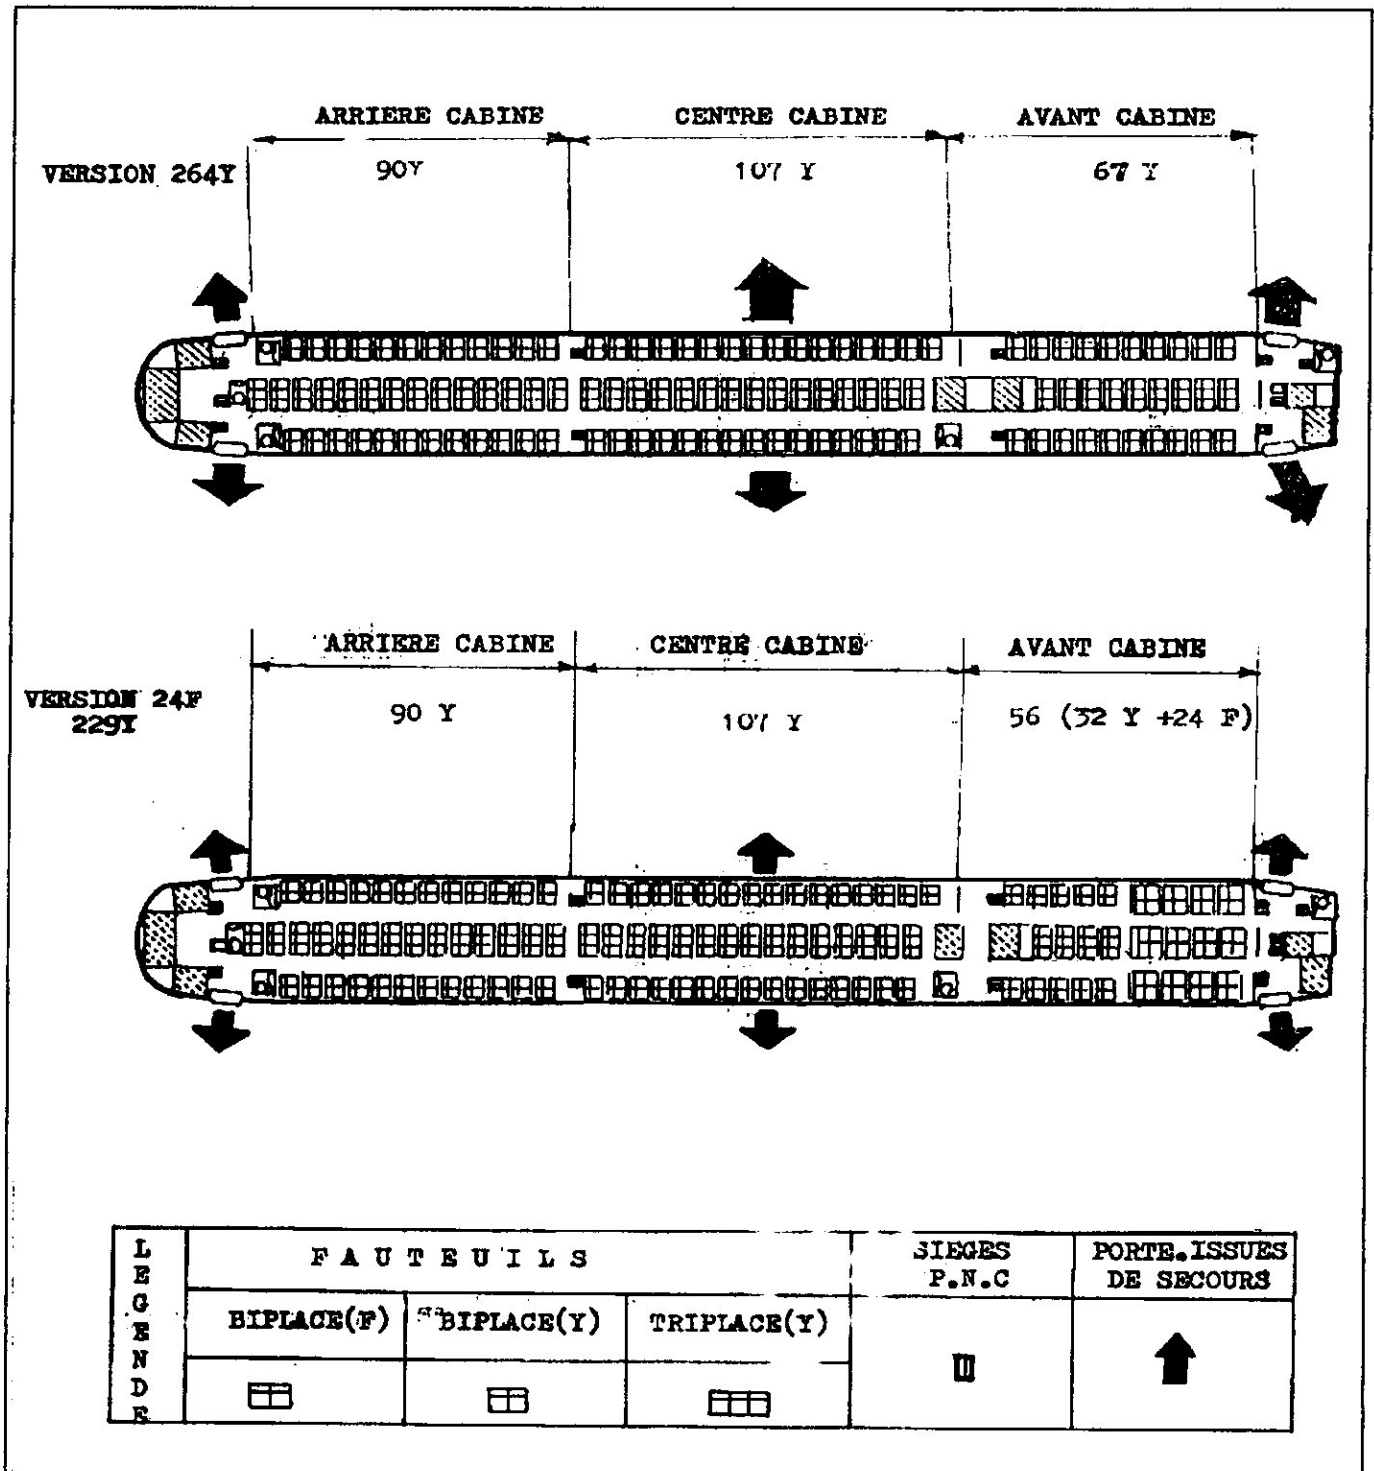 ARRIERE CABINE CENTRE CABINE AVANT CABINE
VERSION 264Y 90Y 107 Y 67 Y
ARRIERE CABINE CENTRE CABINE AVANT CABINE
VERSION 24F
229Y
90 Y 107 Y 56 (32 Y +24 F)
LEGENDE
FAUTEUILS
SIEGES
P.N.C
PORTE.ISSUES
DE SECOURS
BIPLACE(F) BIPLACE(Y) TRIPLACE(Y)